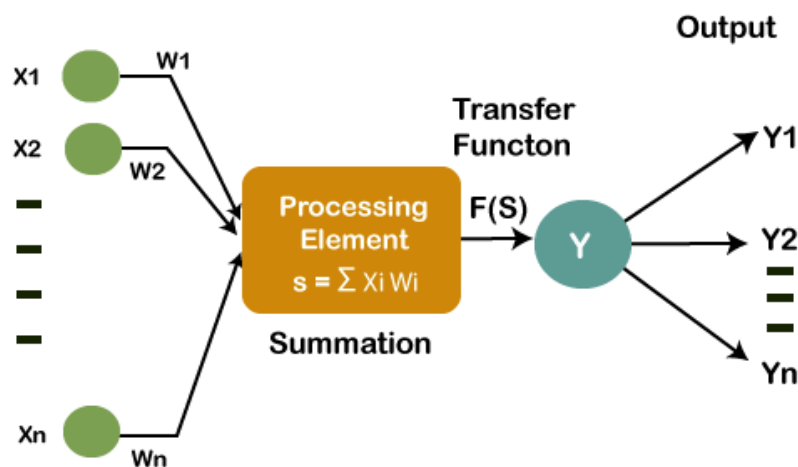 Output
X1
W1
X2
W2
Transfer
Functon
Y1
Processing
Element
s = ∑ Xi Wi
F(S)
Y
Y2
Summation
Yn
Xn
Wn